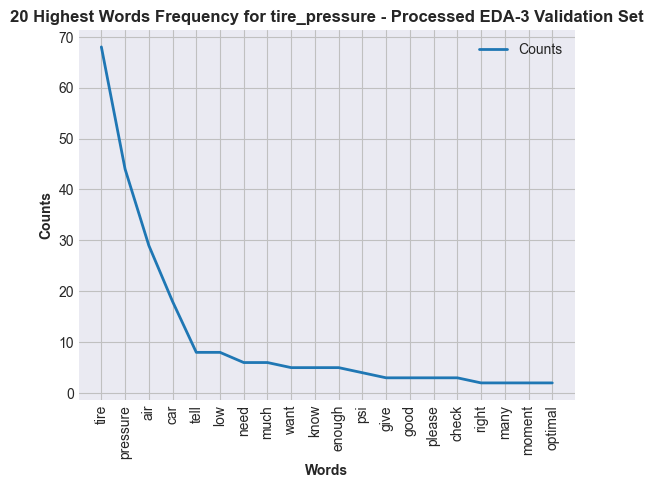 20 Highest Words Frequency for tire_pressure - Processed EDA-3 Validation Set
Counts
70
60
50
40
30
20
10
0
Counts
tire
pressure
air
car
tell
low
need
much
want
know
enough
psi
give
good
please
check
right
many
moment
optimal
Words